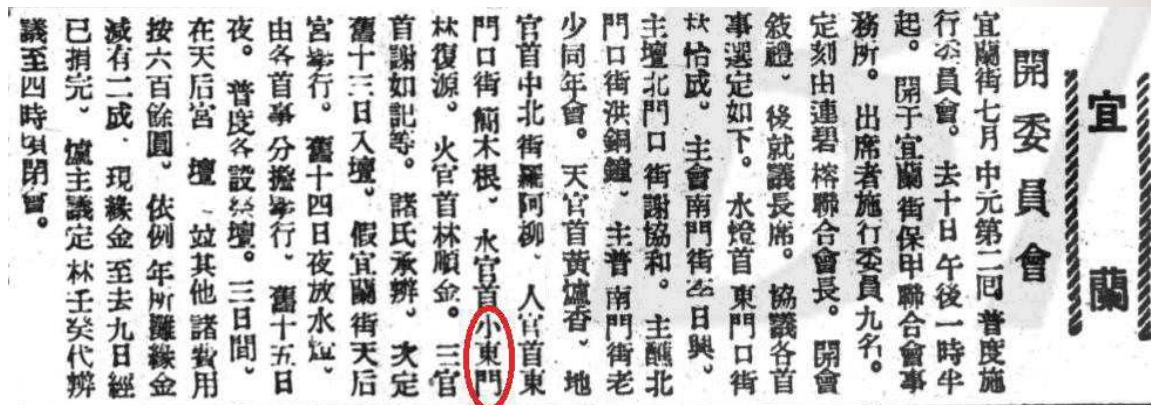 宜蘭
開委員會
宜蘭街七月中元第二回。普度施
行委員會。去十日午後一時半
起。開于宜蘭街保甲聯合會事
務所。出席者施行委員九名。
定刻由連碧榕聯合會長。開會
敍禮。後就議長席。協議各首
事選定如下。水燈首東門口街
林怡成。主會南門街益日興。
主壇北門口街謝協和。主醮北
門口街洪銅鐘。主普南門街老
少同年會。天官首黃爐香。地
官首中北街羅阿柳。人官首東
門口街簡木根。水官首小東門
林復源。火官首林順金。三官
首謝如記等。諸氏承辨。次定
舊十三日入壇。假宜蘭街天后
宮舉行。舊十四日夜放水燈。
由各首事分擔舉行。舊十五日
夜。普度各設祭壇。三日間。
在天后宮壇竝其他諸費用
按六百餘圓。依例年所攤緣金
減有二成。現緣金至去九日經
已捐完。爐主議定林壬癸代辨
議至四時頃閉會。